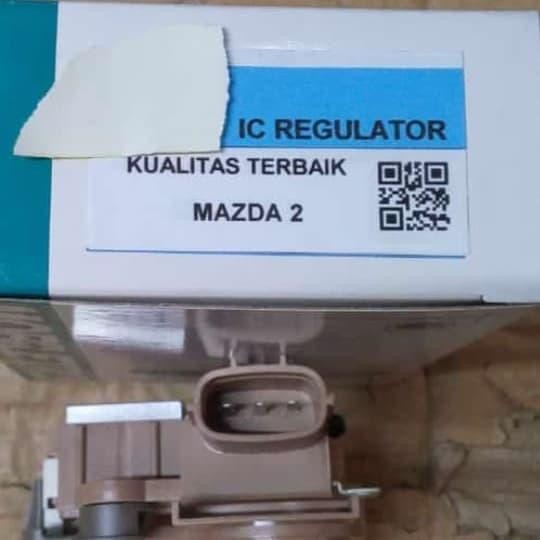 IC REGULATOR
KUALITAS TERBAIK
MAZDA 2